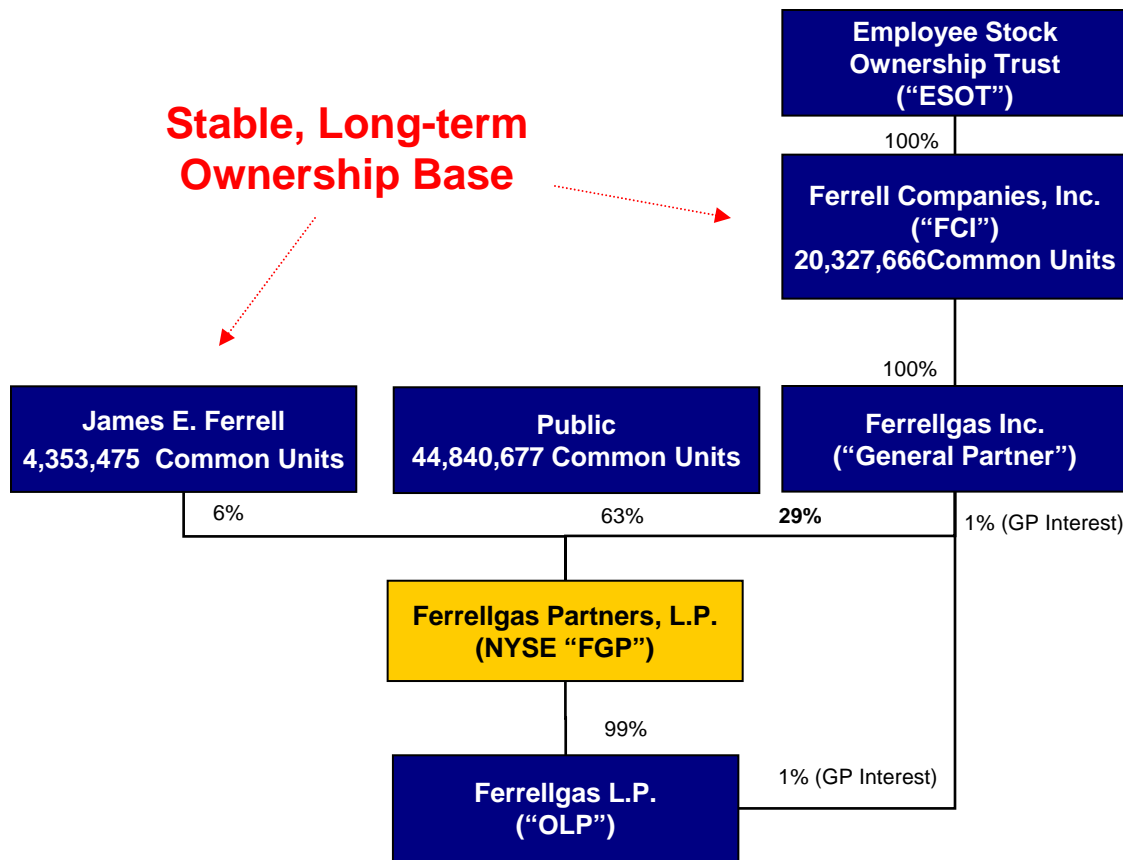 Employee Stock
Ownership Trust
(“ESOT”)
Stable, Long-term
Ownership Base
100%
Ferrell Companies, Inc.
(“FCI”)
20,327,666Common Units
100%
James E. Ferrell
4,353,475 Common Units
Public
44,840,677 Common Units
Ferrellgas Inc.
(“General Partner”)
6%
63%
29%
1% (GP Interest)
Ferrellgas Partners, L.P.
(NYSE “FGP”)
99%
1% (GP Interest)
Ferrellgas L.P.
(“OLP”)